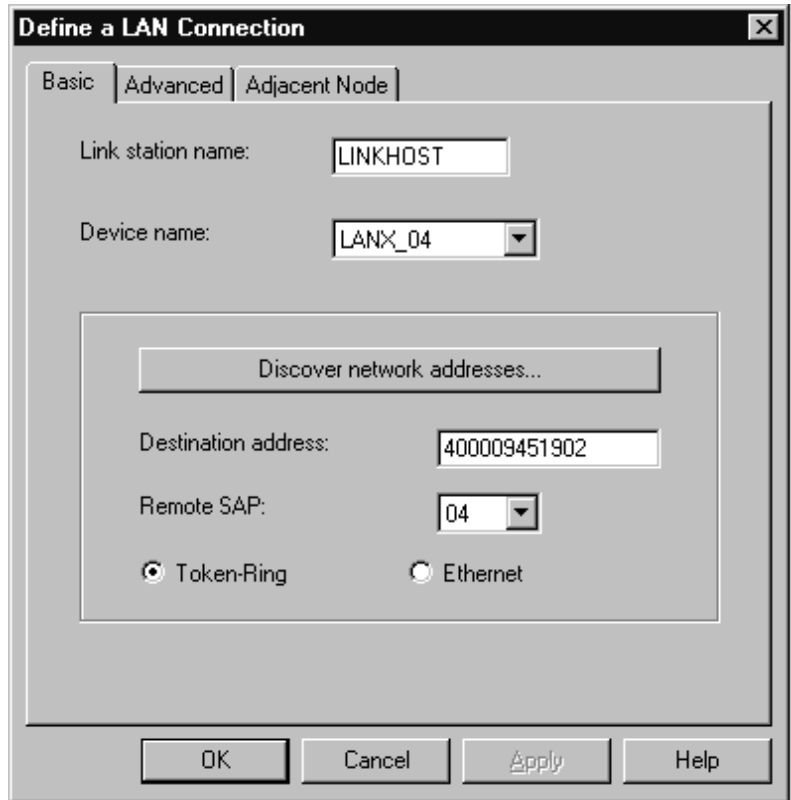 Define a LAN Connection
Basic Advanced Adjacent Node
Link station name: LINKHOST
Device name: LANX_04
Discover network addresses...
Destination address: 400009451902
Remote SAP: 04
Token-Ring Ethernet
OK Cancel Apply Help